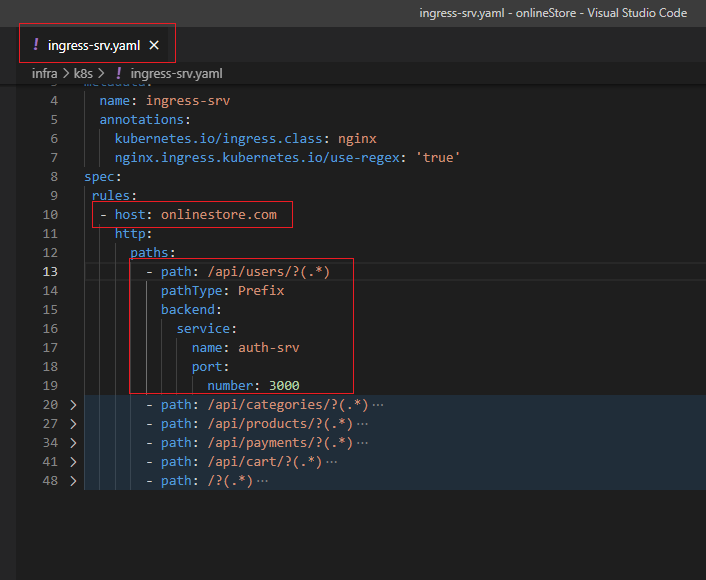 ingress-srv.yaml - onlineStore - Visual Studio Code
! ingress-srv.yaml ×
infra > k8s > ! ingress-srv.yaml
3 metadata:
4 name: ingress-srv
5 annotations:
6 kubernetes.io/ingress.class: nginx
7 nginx.ingress.kubernetes.io/use-regex: 'true'
8 spec:
9 rules:
10 - host: onlinestore.com
11 http:
12 paths:
13 - path: /api/users/?(.*)
14 pathType: Prefix
15 backend:
16 service:
17 name: auth-srv
18 port:
19 number: 3000
20 > - path: /api/categories/?(.*) ···
27 > - path: /api/products/?(.*) ···
34 > - path: /api/payments/?(.*) ···
41 > - path: /api/cart/?(.*) ···
48 > - path: /?(.*) ···